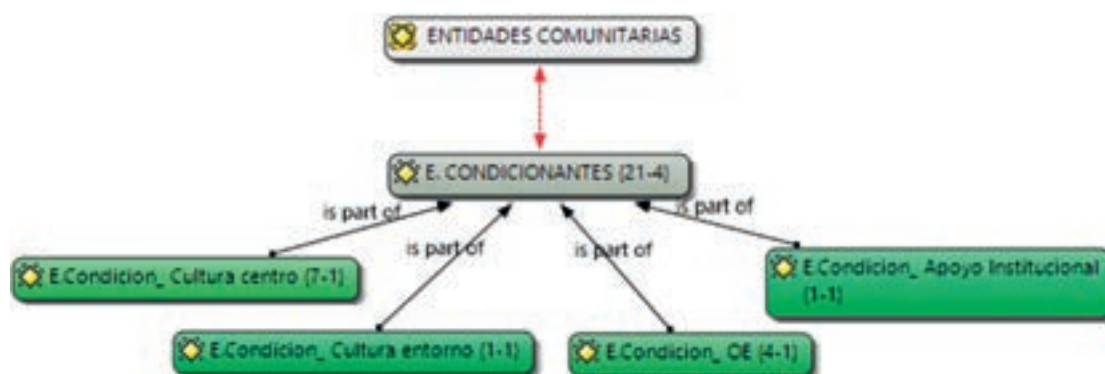 ENTIDADES COMUNITARIAS
E. CONDICIONANTES {21-4}
is part of
is part of
is part of
is part of
E.Condicion_ Cultura centro {7-1}
E.Condicion_ Apoyo Institucional
{1-1}
E.Condicion_ Cultura entorno {1-1}
E.Condicion_ OE {4-1}